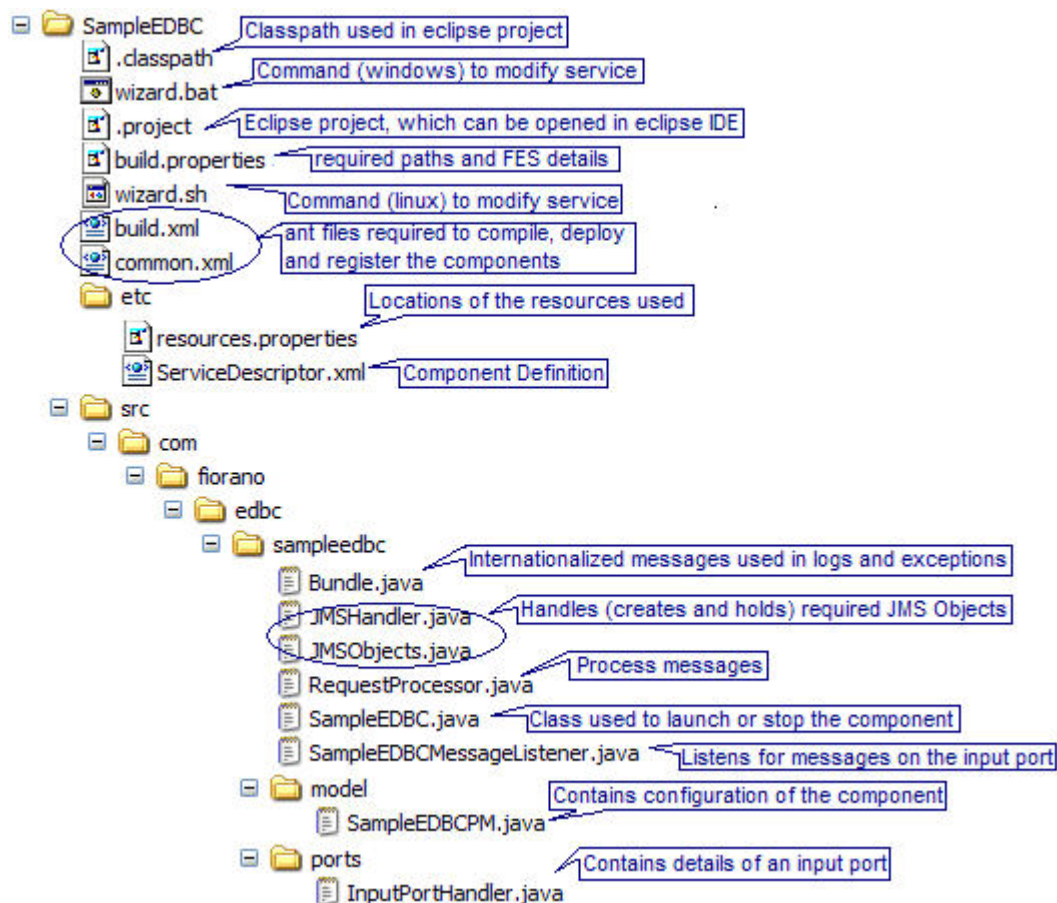 SampleEDBC
Classpath used in eclipse project
.classpath
Command (windows) to modify service
wizard.bat
.project
Eclipse project, which can be opened in eclipse IDE
build.properties
required paths and FES details
wizard.sh
Command (linux) to modify service
build.xml
ant files required to compile, deploy
common.xml
and register the components
etc
Locations of the resources used
resources.properties
ServiceDescriptor.xml
Component Definition
src
com
fiorano
edbc
sampleedbc
Internationalized messages used in logs and exceptions
Bundle.java
JMSHandler.java
Handles (creates and holds) required JMS Objects
JMSObjects.java
Process messages
RequestProcessor.java
SampleEDBC.java
Class used to launch or stop the component
SampleEDBCMessageListener.java
Listens for messages on the input port
model
Contains configuration of the component
SampleEDBCPM.java
ports
Contains details of an input port
InputPortHandler.java